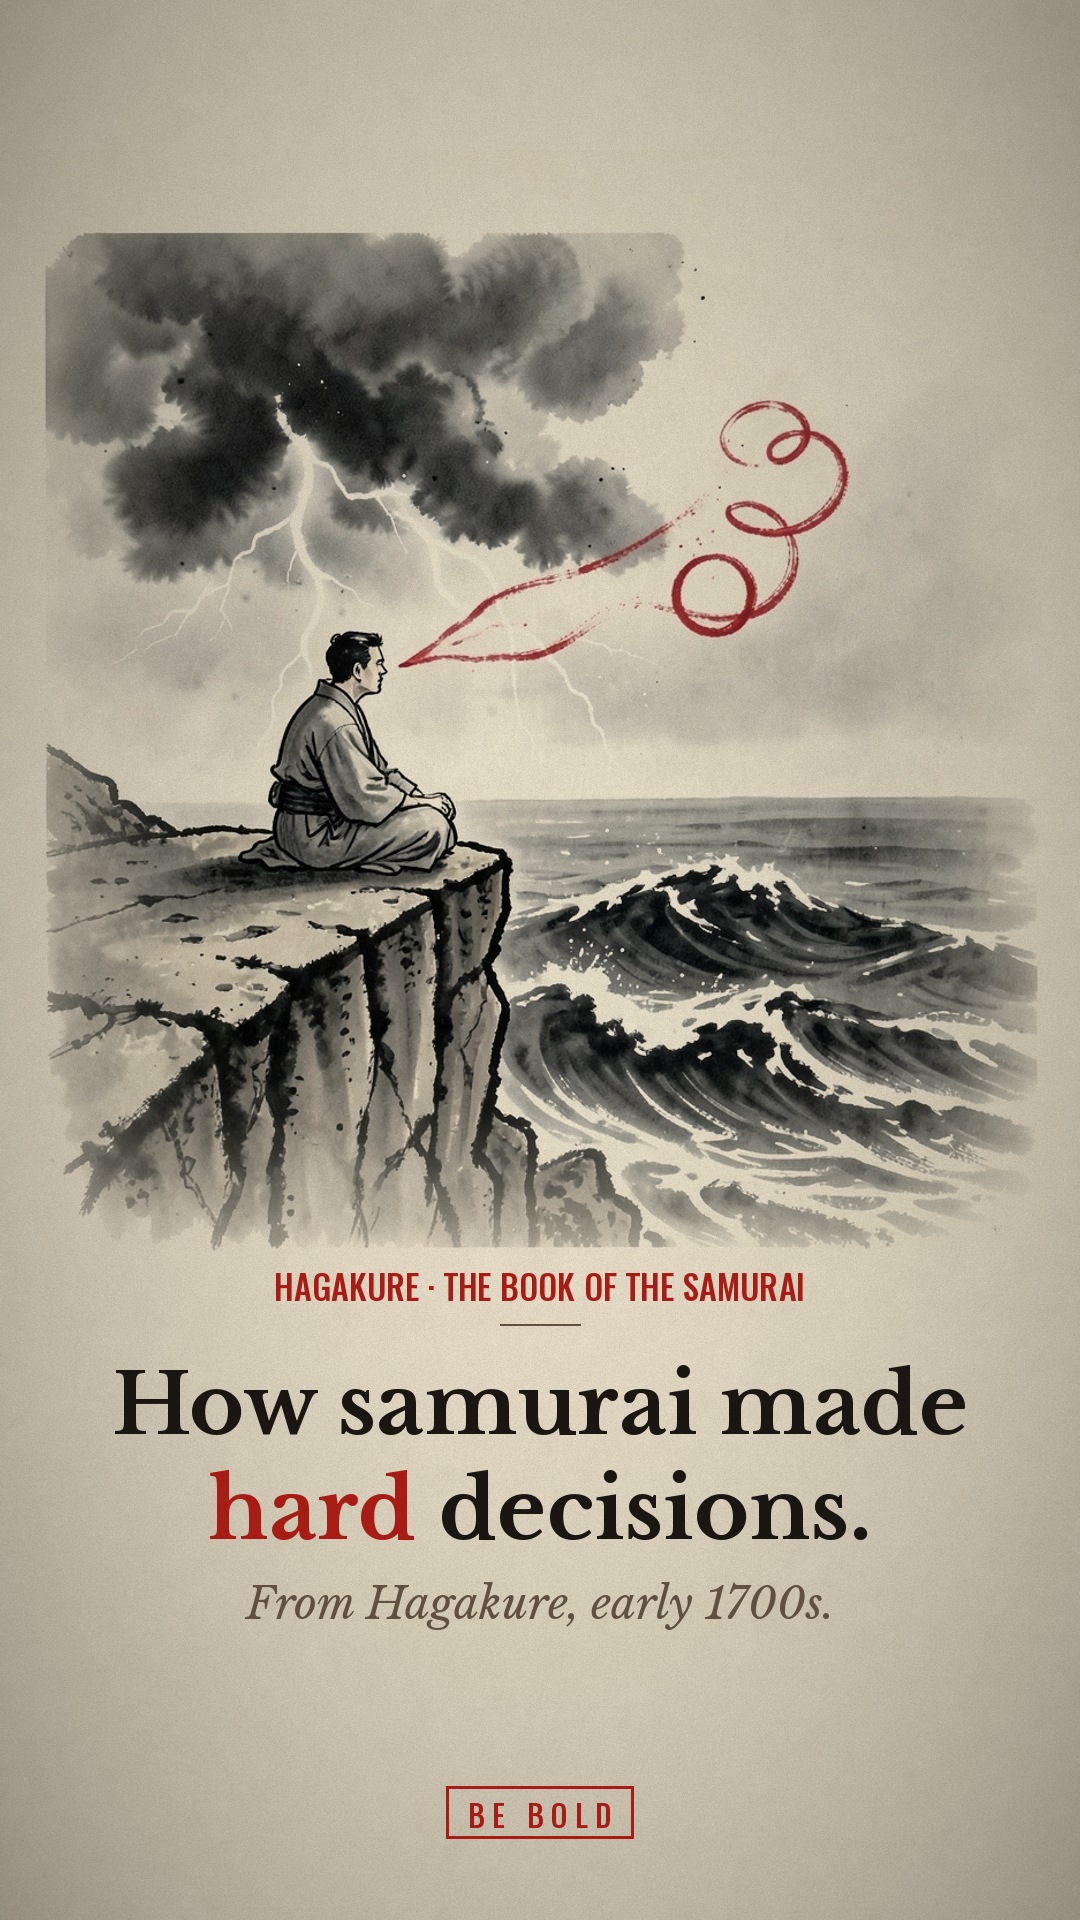 HAGAKURE · THE BOOK OF THE SAMURAI
How samurai made
hard decisions.
From Hagakure, early 1700s.
BE BOLD